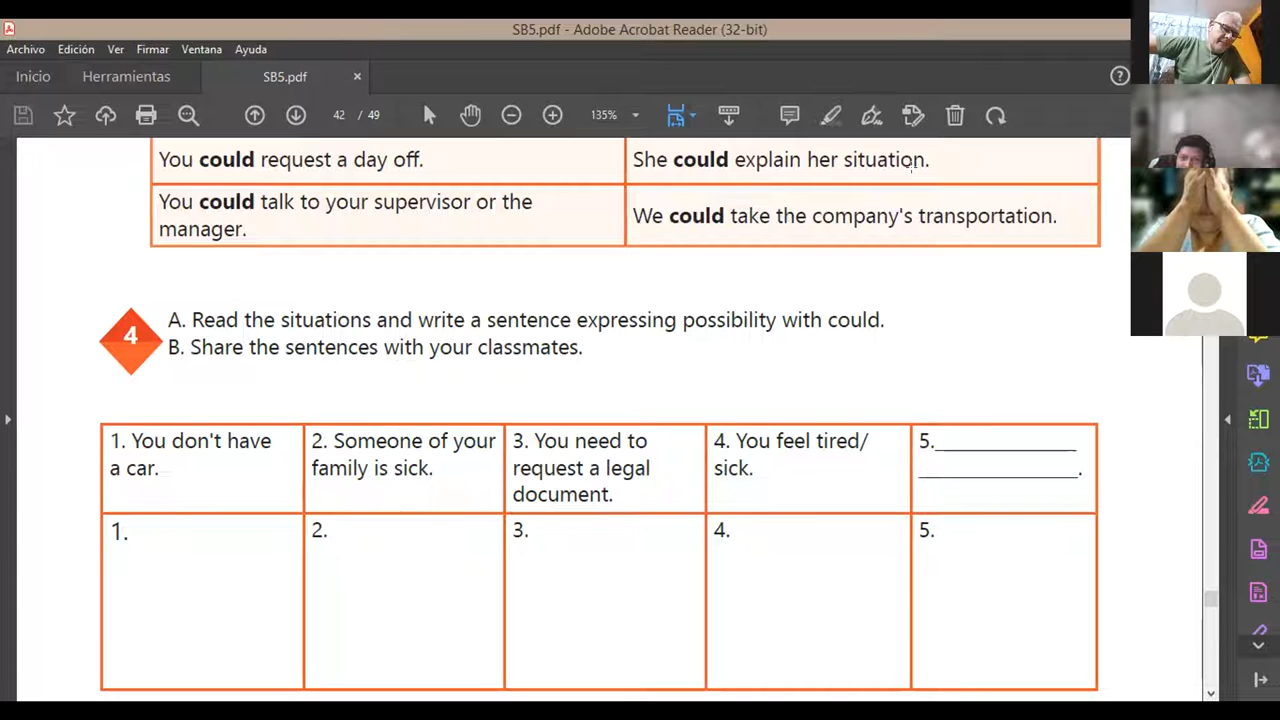 SB5.pdf - Adobe Acrobat Reader (32-bit)
Archivo Edición Ver Firmar Ventana Ayuda
Inicio Herramientas SB5.pdf ×
42 / 49 135%
You could request a day off.
She could explain her situation.
You could talk to your supervisor or the
manager.
We could take the company's transportation.
4
A. Read the situations and write a sentence expressing possibility with could.
B. Share the sentences with your classmates.
1. You don't have
a car.
2. Someone of your
family is sick.
3. You need to
request a legal
document.
4. You feel tired/
sick.
5.______________
________________.
1.
2.
3.
4.
5.